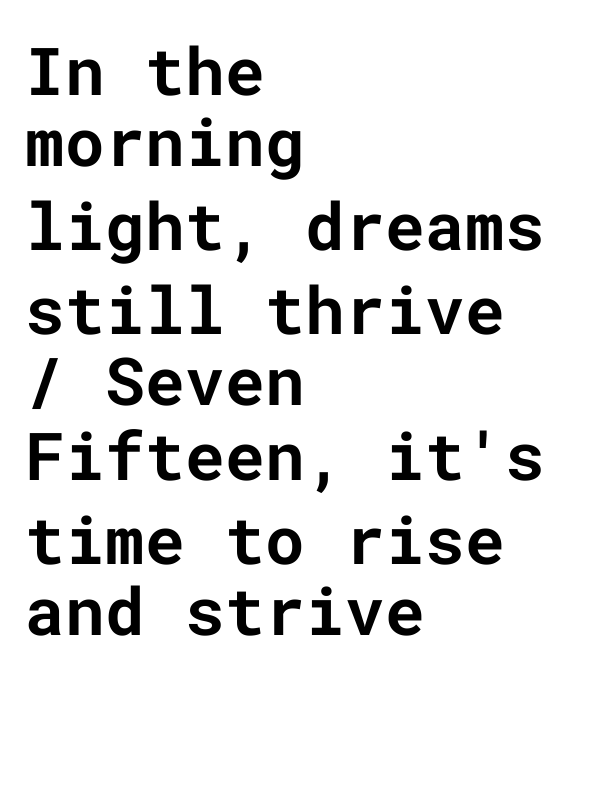 In the
morning
light, dreams
still thrive
/ Seven
Fifteen, it's
time to rise
and strive